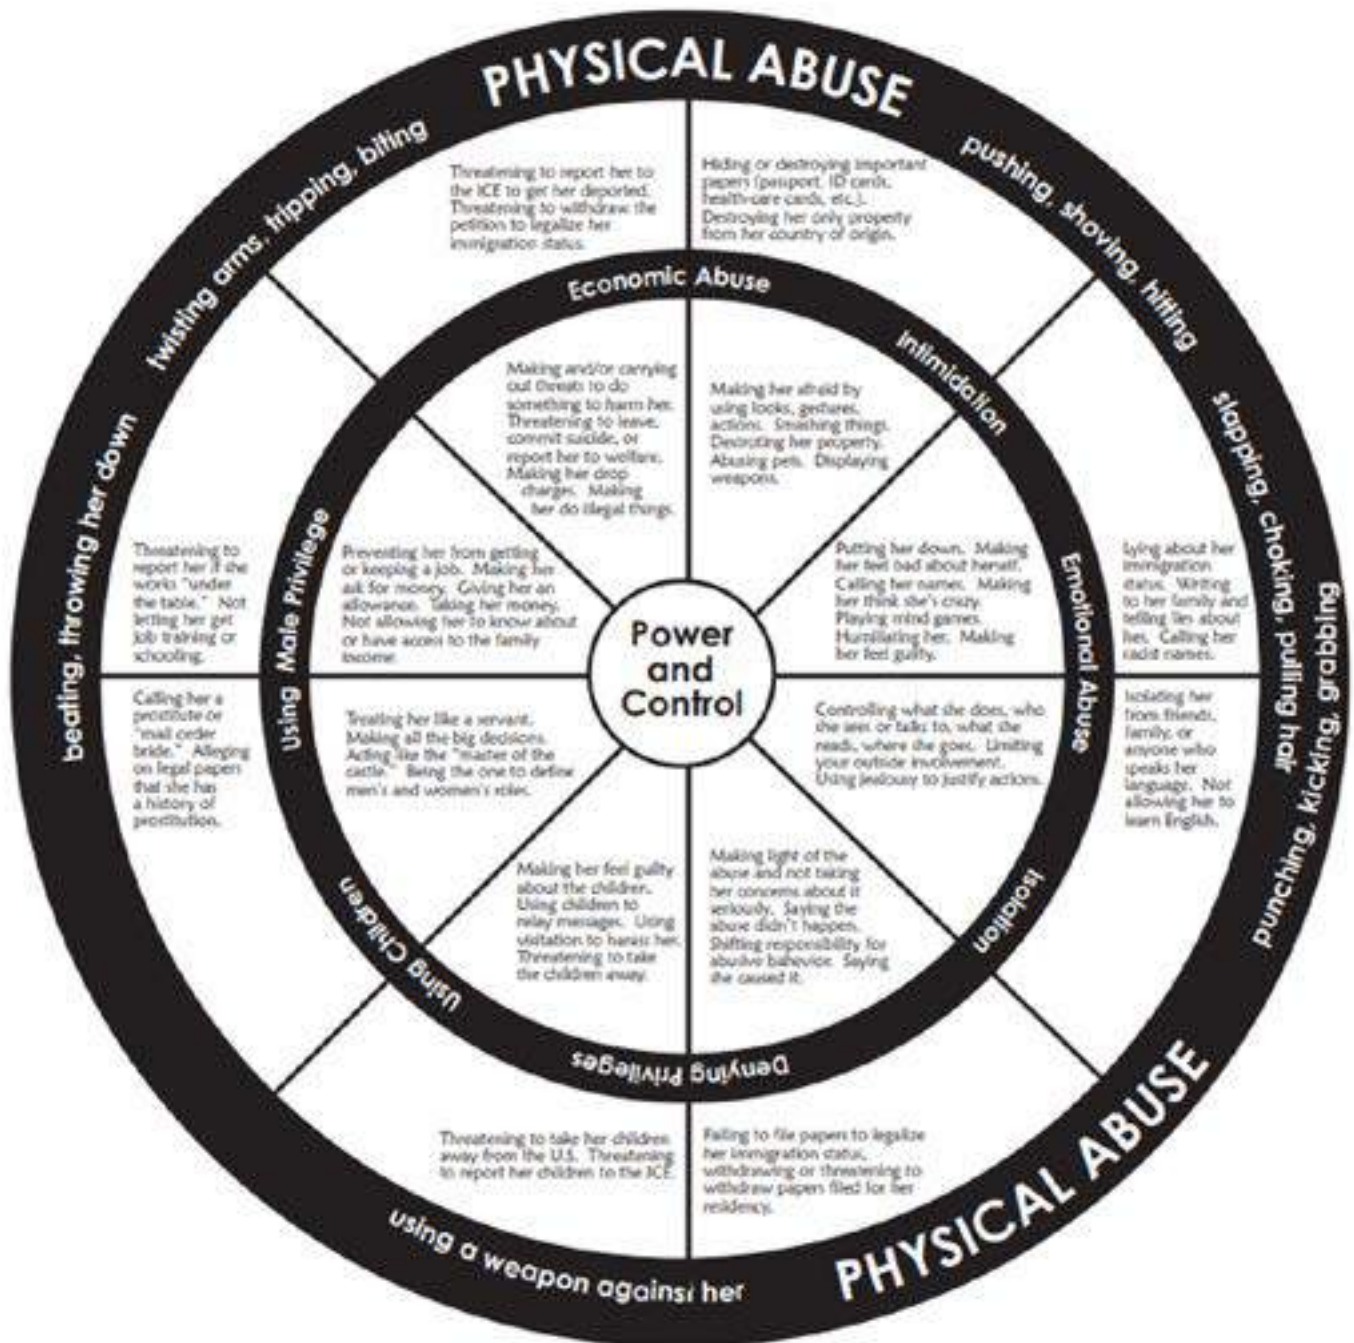 PHYSICAL ABUSE
twisting arms, tripping, biting
beating, throwing her down
pushing, shoving, hitting
slapping, choking, pulling hair
punching, kicking, grabbing
PHYSICAL ABUSE
using a weapon against her
Threatening to report her to
the ICE to get her deported.
Threatening to withdraw the
petition to legalize her
immigration status.
Hiding or destroying important
papers (passport, ID cards,
health-care cards, etc.).
Destroying her only property
from her country of origin.
Economic Abuse
Intimidation
Making and/or carrying
out threats to do
something to harm her.
Threatening to leave,
commit suicide, or
report her to welfare.
Making her drop
charges. Making
her do illegal things.
Making her afraid by
using looks, gestures,
actions. Smashing things.
Destroting her property.
Abusing pets. Displaying
weapons.
Using Male Privilege
Emotional Abuse
Threatening to
report her if she
works "under
the table." Not
letting her get
job training or
schooling.
Preventing her from getting
or keeping a job. Making her
ask for money. Giving her an
allowance. Taking her money.
Not allowing her to know about
or have access to the family
income.
Power
and
Control
Putting her down. Making
her feel bad about herself.
Calling her names. Making
her think she's crazy.
Playing mind games.
Humiliating her. Making
her feel guilty.
Lying about her
immigration
status. Writing
to her family and
telling lies about
her. Calling her
racist names.
Calling her a
prostitute or
"mail order
bride." Alleging
on legal papers
that she has
a history of
prostitution.
Treating her like a servant.
Making all the big decisions.
Acting like the "master of the
castle." Being the one to define
men's and women's roles.
Controlling what she does, who
she sees or talks to, what she
reads, where she goes. Limiting
your outside involvement.
Using jealousy to justify actions.
Isolating her
from friends,
family, or
anyone who
speaks her
language. Not
allowing her to
learn English.
Making her feel guilty
about the children.
Using children to
relay messages. Using
visitation to harass her.
Threatening to take
the children away.
Making light of the
abuse and not taking
her concerns about it
seriously. Saying the
abuse didn't happen.
Shifting responsibility for
abusive bahevior. Saying
she caused it.
Using Children
Isolation
Denying Privileges
Threatening to take her children
away from the U.S. Threatening
to report her children to the ICE.
Failing to file papers to legalize
her immigration status,
withdrawing or threatening to
withdraw papers filed for her
residency.